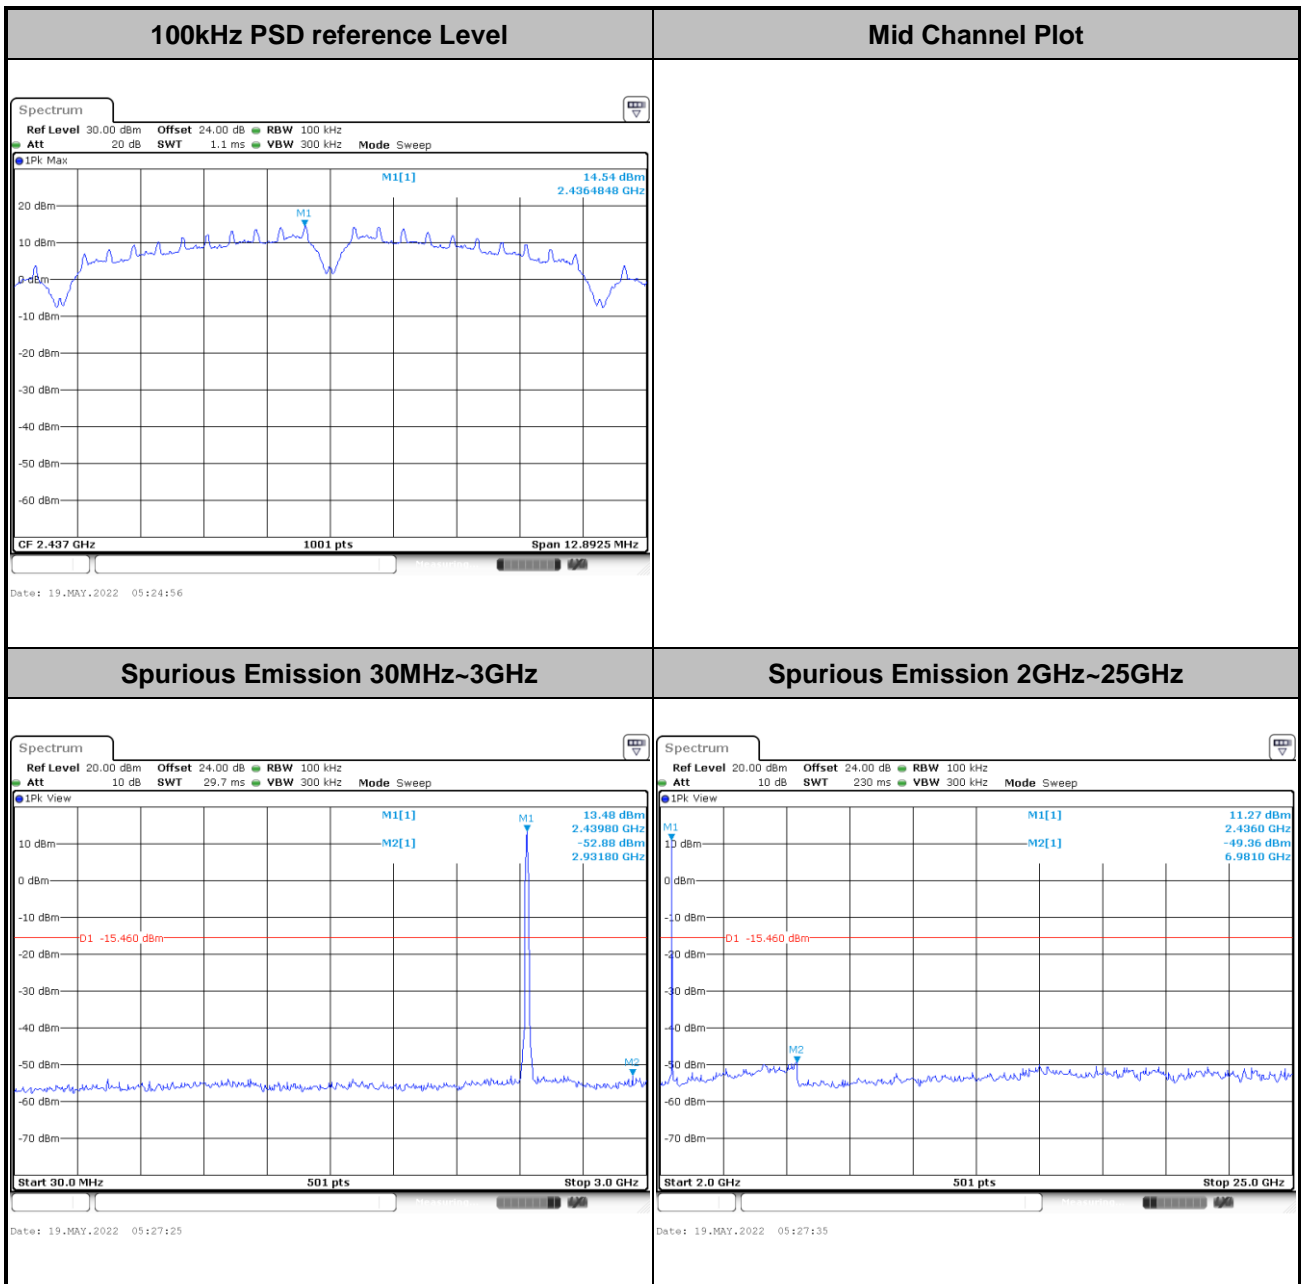 100kHz PSD reference Level
Mid Channel Plot
Spectrum
Ref Level 30.00 dBm Offset 24.00 dB RBW 100 kHz
Att 20 dB SWT 1.1 ms VBW 300 kHz Mode Sweep
1Pk Max
M1[1] 14.54 dBm
2.4364848 GHz
M1
20 dBm
10 dBm
0 dBm
-10 dBm
-20 dBm
-30 dBm
-40 dBm
-50 dBm
-60 dBm
CF 2.437 GHz 1001 pts Span 12.8925 MHz
Measuring
Date: 19.MAY.2022 05:24:56
Spurious Emission 30MHz~3GHz
Spurious Emission 2GHz~25GHz
Spectrum
Ref Level 20.00 dBm Offset 24.00 dB RBW 100 kHz
Att 10 dB SWT 29.7 ms VBW 300 kHz Mode Sweep
1Pk View
M1[1] 13.48 dBm
2.43980 GHz
M2[1] -52.88 dBm
2.93180 GHz
M1
10 dBm
0 dBm
-10 dBm
D1 -15.460 dBm
-20 dBm
-30 dBm
-40 dBm
-50 dBm
M2
-60 dBm
-70 dBm
Start 30.0 MHz 501 pts Stop 3.0 GHz
Measuring
Date: 19.MAY.2022 05:27:25
Spectrum
Ref Level 20.00 dBm Offset 24.00 dB RBW 100 kHz
Att 10 dB SWT 230 ms VBW 300 kHz Mode Sweep
1Pk View
M1[1] 11.27 dBm
2.4360 GHz
M2[1] -49.36 dBm
6.9810 GHz
M1
10 dBm
0 dBm
-10 dBm
D1 -15.460 dBm
-20 dBm
-30 dBm
-40 dBm
M2
-50 dBm
-60 dBm
-70 dBm
Start 2.0 GHz 501 pts Stop 25.0 GHz
Measuring
Date: 19.MAY.2022 05:27:35